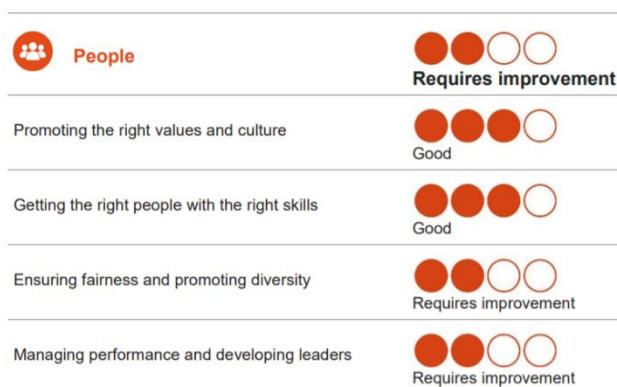 People
Requires improvement
Promoting the right values and culture
Good
Getting the right people with the right skills
Good
Ensuring fairness and promoting diversity
Requires improvement
Managing performance and developing leaders
Requires improvement